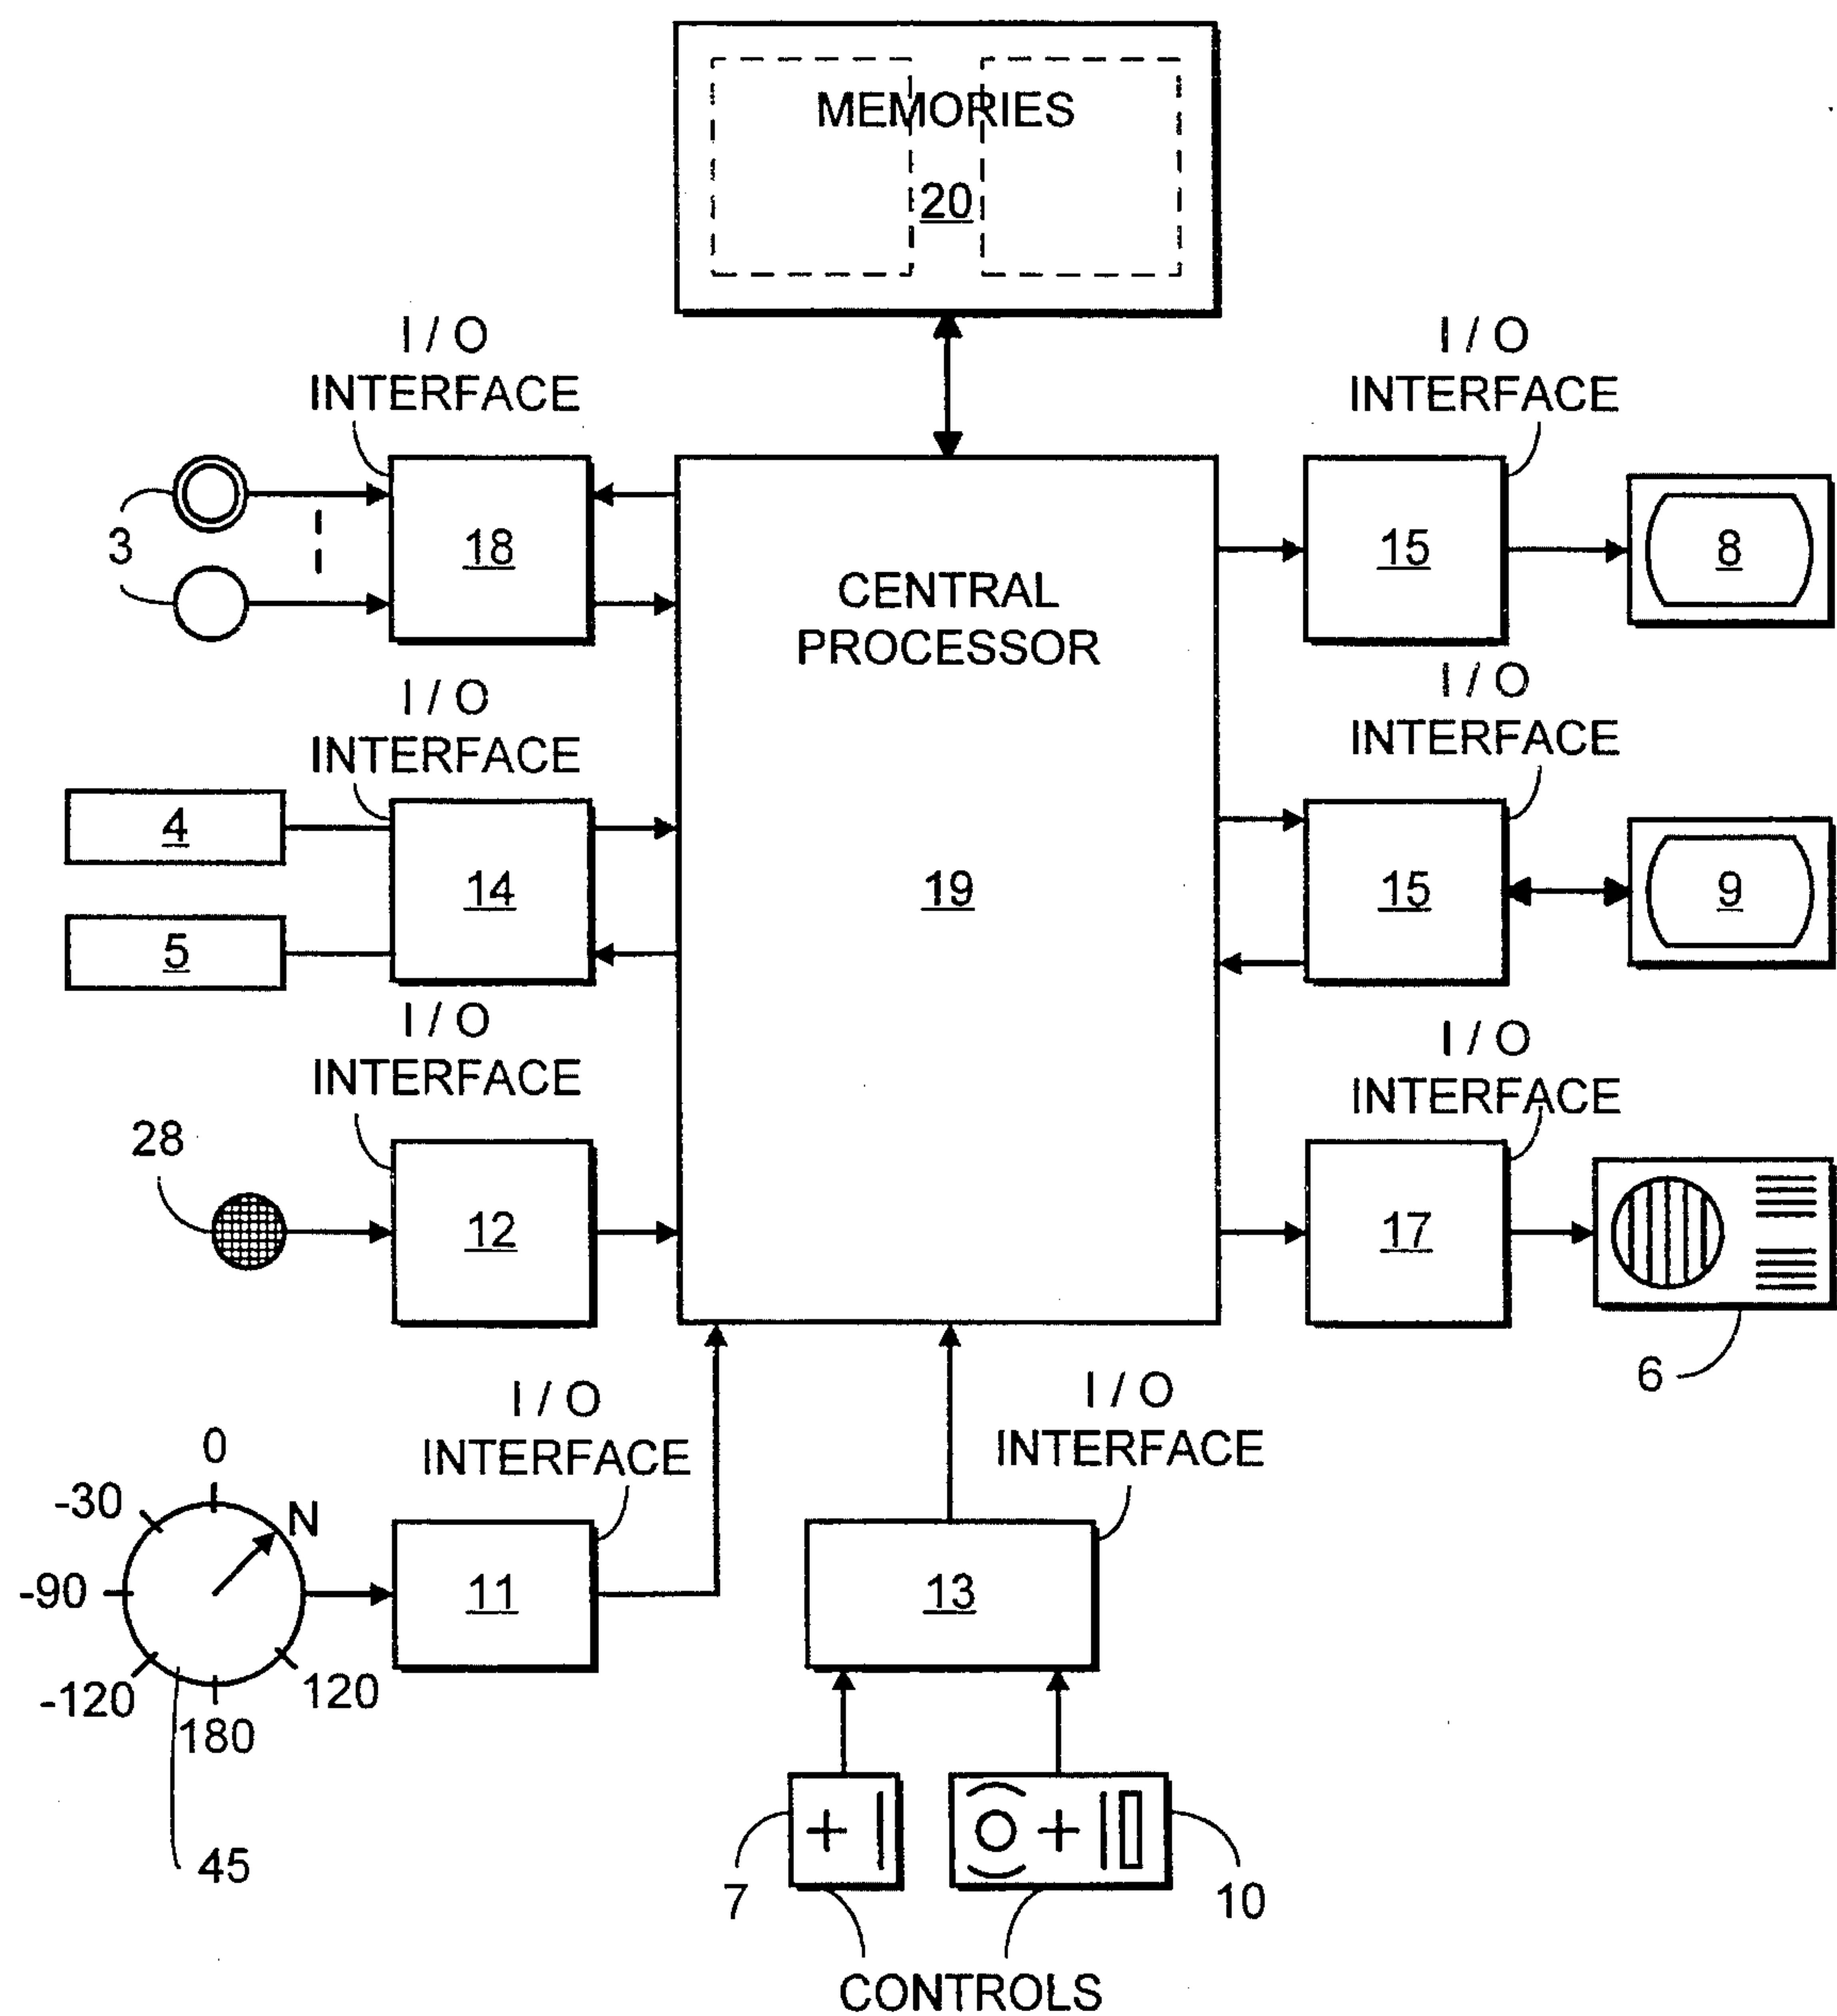 MEMORIES
20
I / O
INTERFACE
I / O
INTERFACE
3
18
CENTRAL
PROCESSOR
15
8
I / O
INTERFACE
I / O
INTERFACE
4
14
5
19
15
9
I / O
INTERFACE
I / O
INTERFACE
28
12
17
6
I / O
INTERFACE
I / O
INTERFACE
0
-30
N
-90
-120
180
120
11
13
45
7
10
CONTROLS